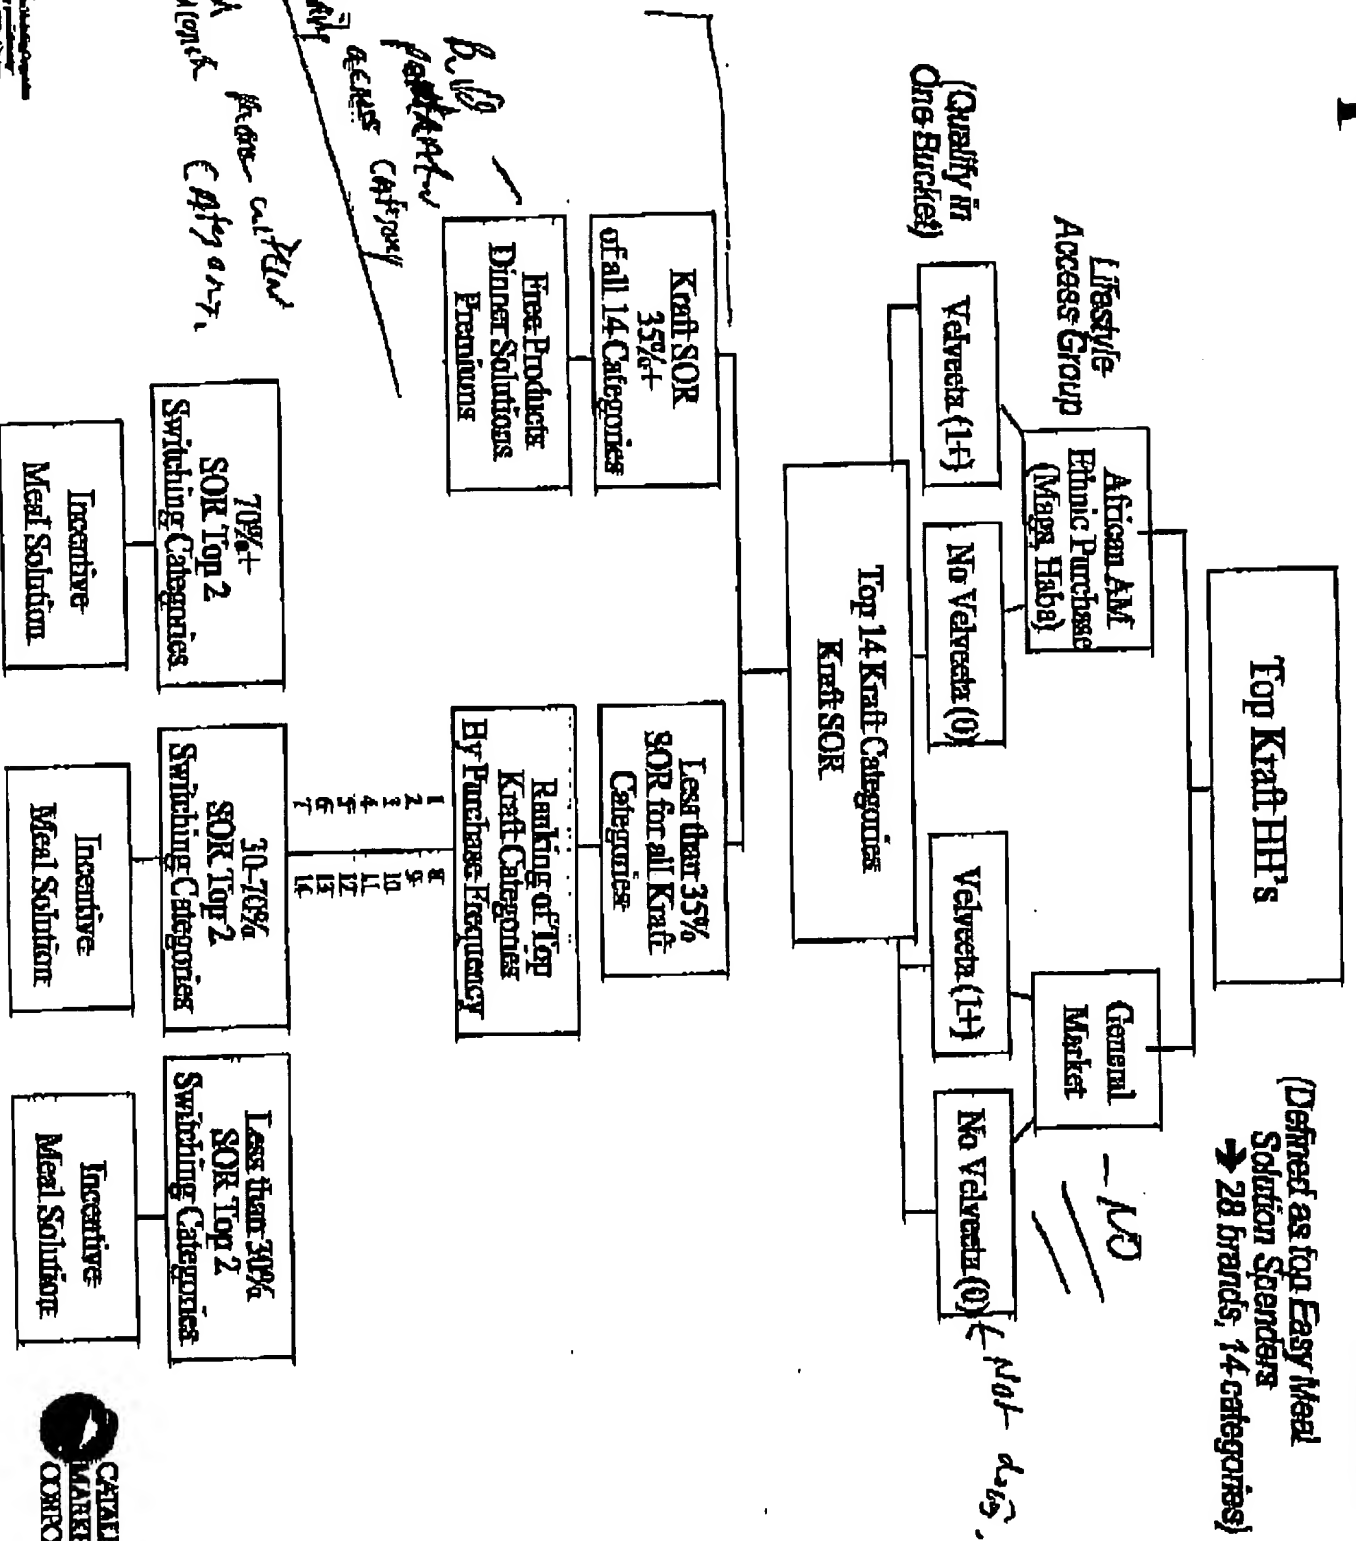 Top Kraft HH's
(Defined as top Easy Meal
Solution Spenders
➔ 28 brands, 14 categories)
Lifestyle
Access Group
African AM
Ethnic Purchase
(Mags, Haba)
General
Market
- NO
(Qualify in
One Bucket)
Velveeta (1+)
No Velveeta (0)
Velveeta (1+)
No Velveeta (0)
← Not doing.
Top 14 Kraft Categories
Kraft SOR
Kraft SOR
35%+
of all 14 Categories
Less than 35%
SOR for all Kraft
Categories
Free Products
Dinner Solutions
Premiums
Ranking of Top
Kraft Categories
By Purchase Frequency
1 8
2 9
3 10
4 11
5 12
6 13
7 14
across category
70%+
SOR Top 2
Switching Categories
30-70%
SOR Top 2
Switching Categories
Less than 30%
SOR Top 2
Switching Categories
Incentive
Meal Solution
Incentive
Meal Solution
Incentive
Meal Solution